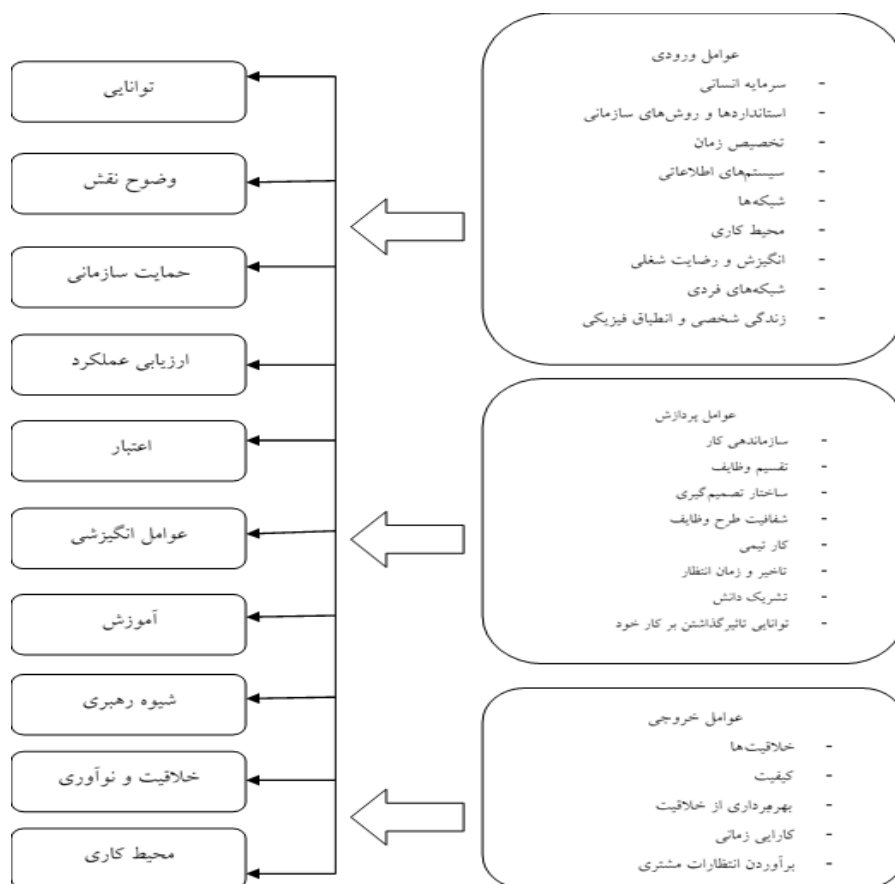 عوامل ورودی
- سرمایه انسانی
- استانداردها و روش‌های سازمانی
- تخصیص زمان
- سیستم‌های اطلاعاتی
- شبکه‌ها
- محیط کاری
- انگیزش و رضایت شغلی
- شبکه‌های فردی
- زندگی شخصی و انطباق فیزیکی
عوامل پردازش
- سازماندهی کار
- تقسیم وظایف
- ساختار تصمیم‌گیری
- شفافیت طرح وظایف
- کار تیمی
- تاخیر و زمان انتظار
- تشریک دانش
- توانایی تاثیرگذاشتن بر کار خود
عوامل خروجی
- خلاقیت‌ها
- کیفیت
- بهره‌برداری از خلاقیت
- کارایی زمانی
- برآوردن انتظارات مشتری
توانایی
وضوح نقش
حمایت سازمانی
ارزیابی عملکرد
اعتبار
عوامل انگیزشی
آموزش
شیوه رهبری
خلاقیت و نوآوری
محیط کاری